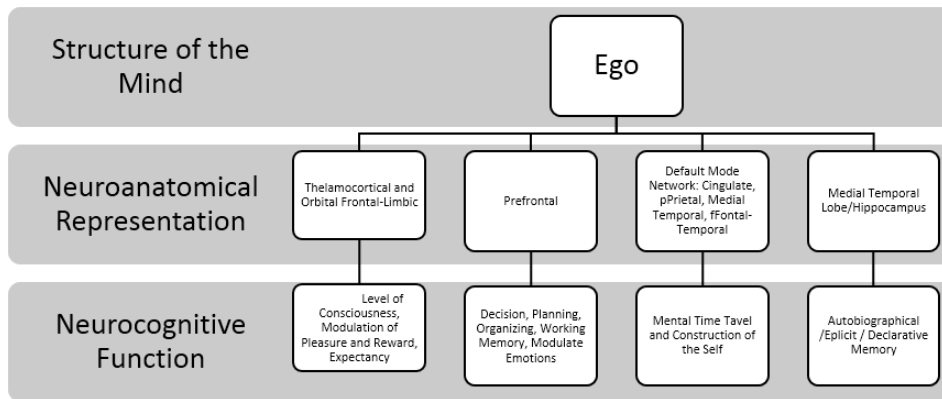 Structure of the
Mind
Ego
Neuroanatomical
Representation
Thelamocortical and
Orbital Frontal-Limbic
Prefrontal
Default Mode
Network: Cingulate,
pPrietal, Medial
Temporal, fFontal-
Temporal
Medial Temporal
Lobe/Hippocampus
Neurocognitive
Function
Level of
Consciousness,
Modulation of
Pleasure and Reward,
Expectancy
Decision, Planning,
Organizing, Working
Memory, Modulate
Emotions
Mental Time Tavel
and Construction of
the Self
Autobiographical
/Eplicit / Declarative
Memory